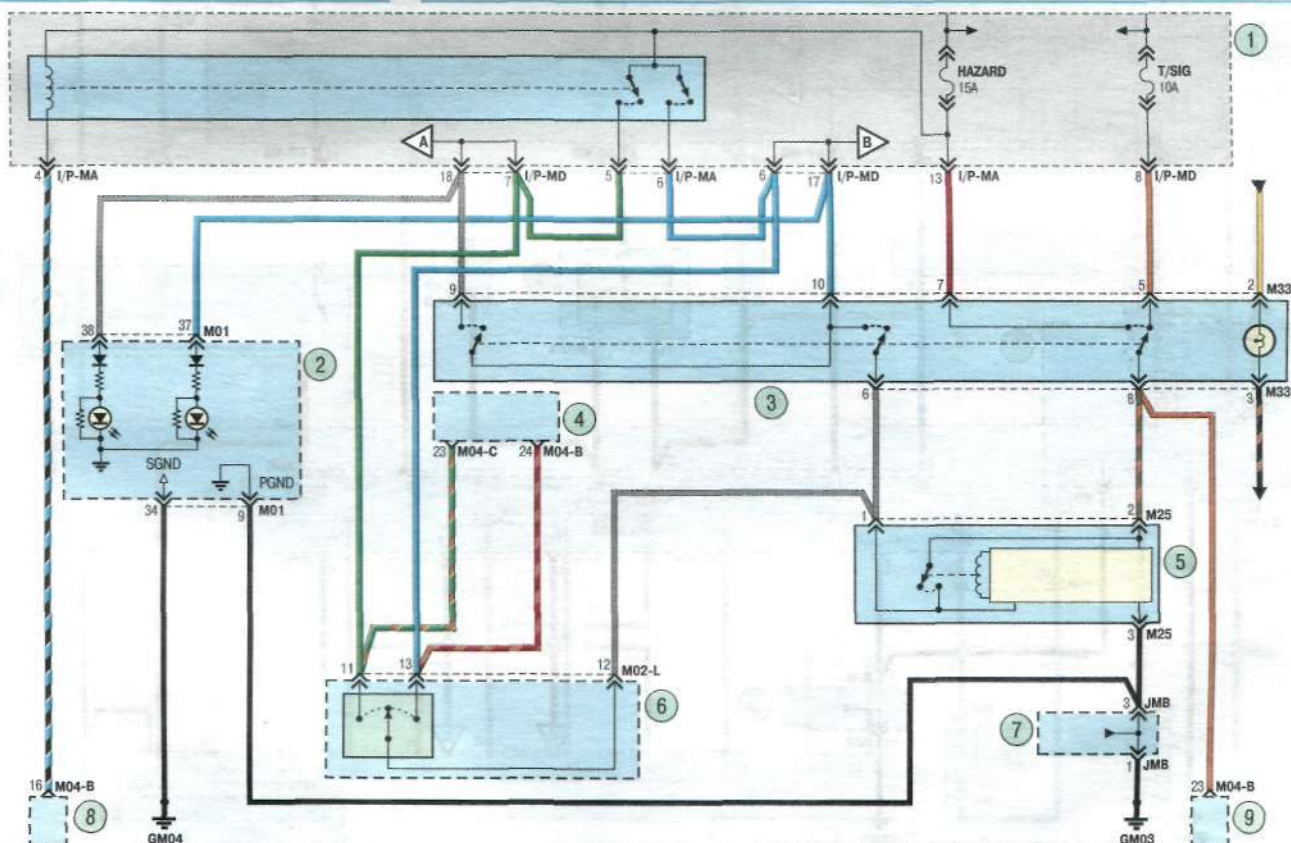 1
HAZARD
15A
T/SIG
10A
A
B
4 I/P-MA
18
7 I/P-MD
5
6 I/P-MA
6
17 I/P-MD
13 I/P-MA
8 I/P-MD
9
10
7
5
2 M33
38
37 M01
2
3
6
8
3 M33
4
23 M04-C
24 M04-B
SGND
PGND
34
9 M01
1
2 M25
5
3 M25
11
13
12 M02-L
6
3 JMB
7
1 JMB
16 M04-B
8
GM04
GM03
23 M04-B
9